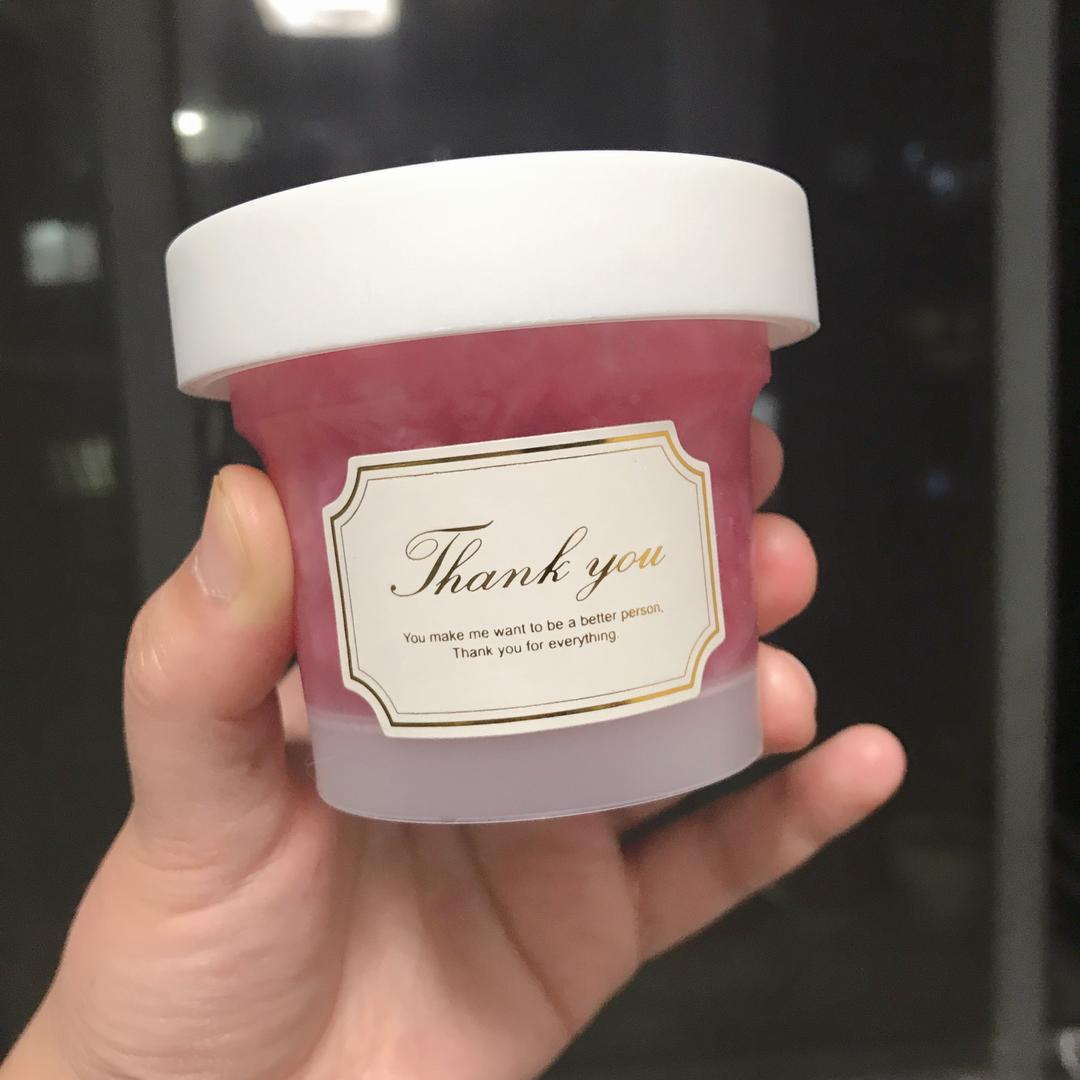 Thank you
You make me want to be a better person.
Thank you for everything.